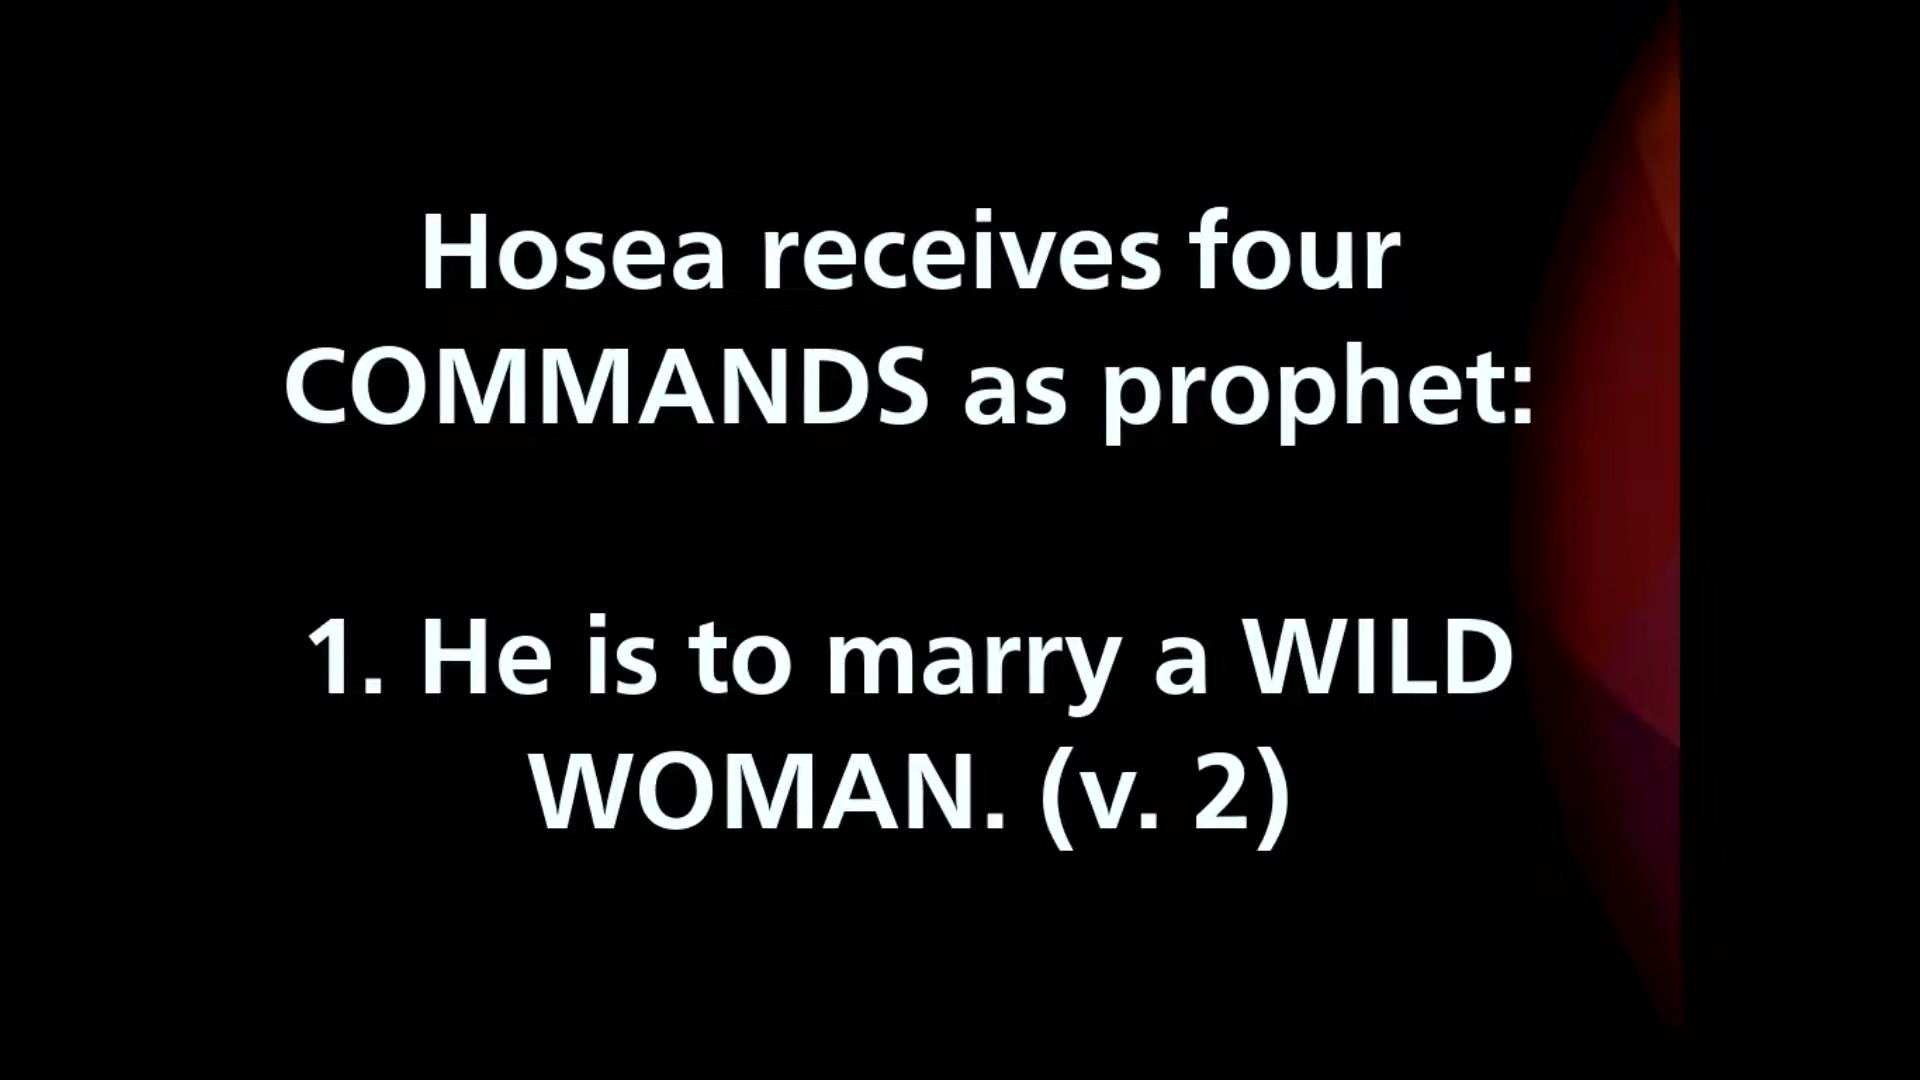 Hosea receives four
COMMANDS as prophet:
1. He is to marry a WILD
WOMAN. (v. 2)